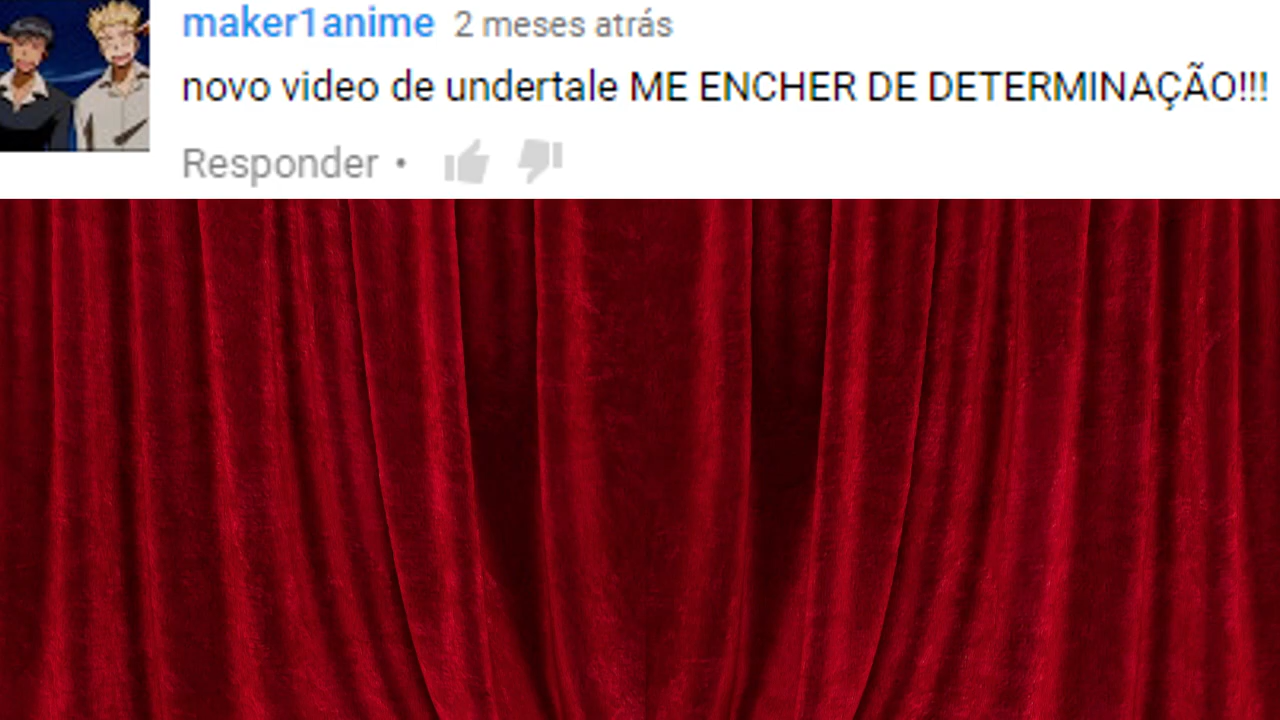 maker1anime 2 meses atrás
novo video de undertale ME ENCHER DE DETERMINAÇÃO!!!
Responder •